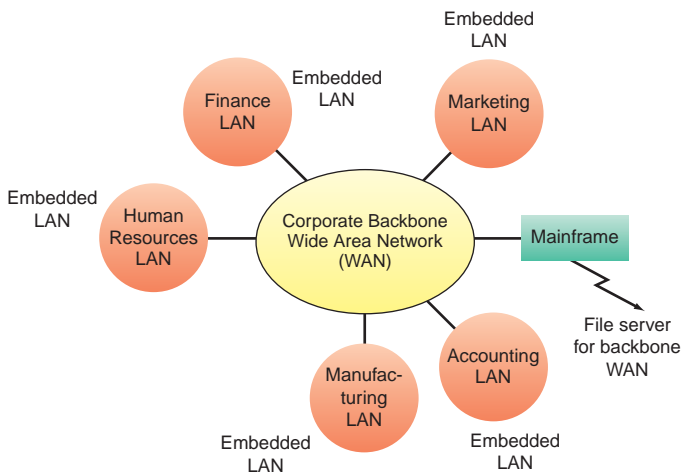 Embedded
LAN
Embedded
LAN
Finance
LAN
Marketing
LAN
Embedded
LAN
Human
Resources
LAN
Corporate Backbone
Wide Area Network
(WAN)
Mainframe
File server
for backbone
WAN
Accounting
LAN
Manufac-
turing
LAN
Embedded
LAN
Embedded
LAN